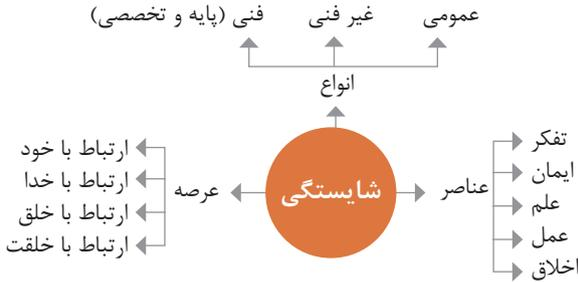 عمومی
غیر فنی
فنی (پایه و تخصصی)
انواع
شایستگی
عناصر
تفکر
ایمان
علم
عمل
اخلاق
عرصه
ارتباط با خود
ارتباط با خدا
ارتباط با خلق
ارتباط با خلقت